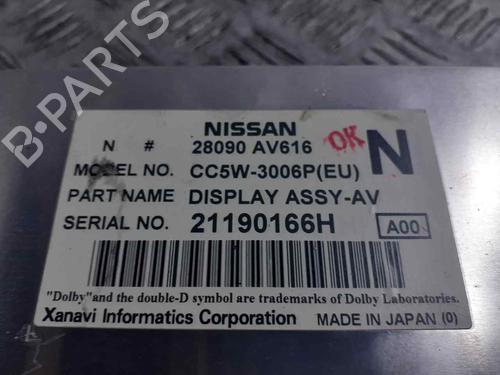 B-PARTS
NISSAN
N # 28090 AV616 OK N
MODEL NO. CC5W-3006P(EU)
PART NAME DISPLAY ASSY-AV
SERIAL NO. 21190166H A00
"Dolby"and the double-D symbol are trademarks of Dolby Laboratories.
Xanavi Informatics Corporation MADE IN JAPAN (0)